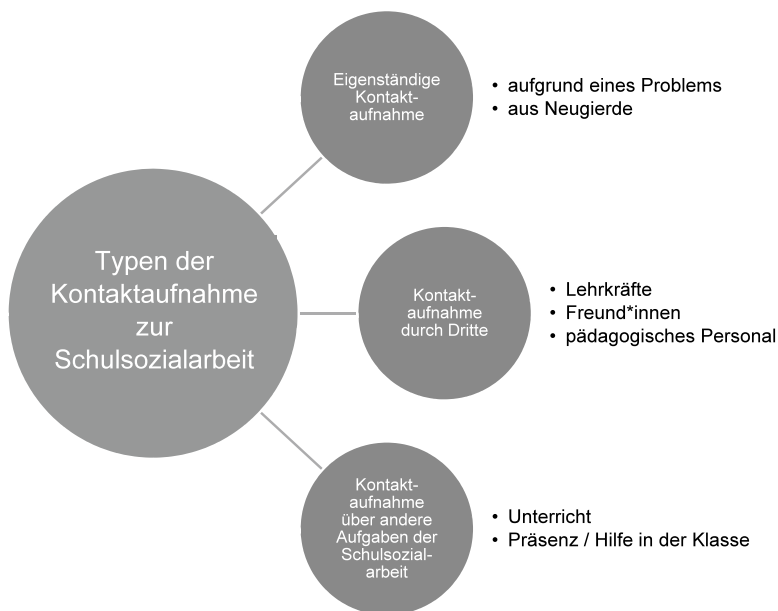 Eigenständige
Kontakt-
aufnahme
• aufgrund eines Problems
• aus Neugierde
Typen der
Kontaktaufnahme
zur
Schulsozialarbeit
Kontakt-
aufnahme
durch Dritte
• Lehrkräfte
• Freund*innen
• pädagogisches Personal
Kontakt-
aufnahme
über andere
Aufgaben der
Schulsozial-
arbeit
• Unterricht
• Präsenz / Hilfe in der Klasse